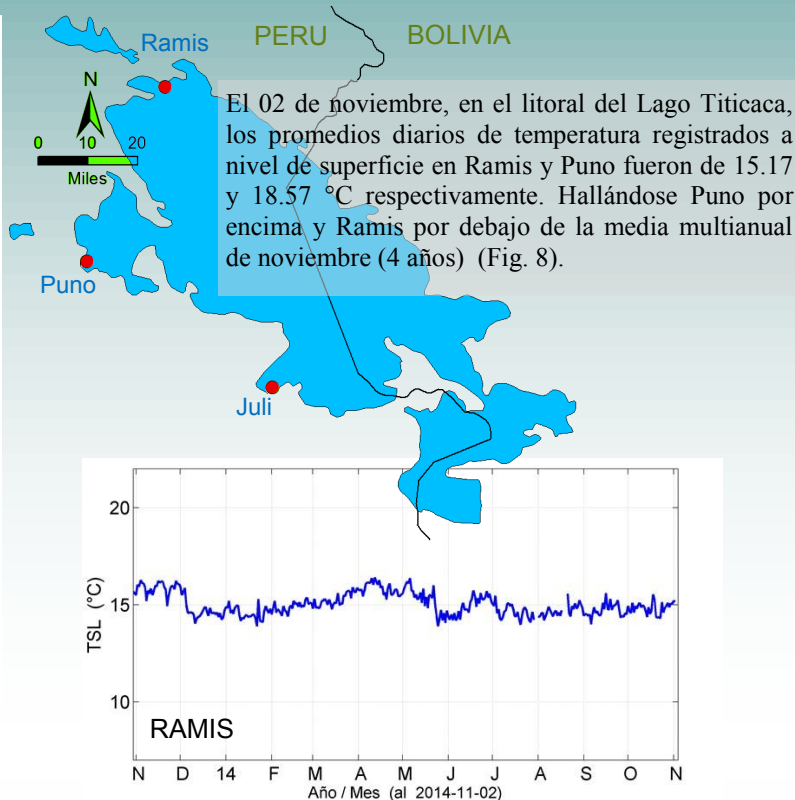 Ramis
PERU
BOLIVIA
N
0 10 20
Miles
El 02 de noviembre, en el litoral del Lago Titicaca,
los promedios diarios de temperatura registrados a
nivel de superficie en Ramis y Puno fueron de 15.17
y 18.57 °C respectivamente. Hallándose Puno por
encima y Ramis por debajo de la media multianual
de noviembre (4 años) (Fig. 8).
Puno
Juli
20
15
10
TSL (°C)
RAMIS
N D 14 F M A M J J A S O N
Año / Mes (al 2014-11-02)